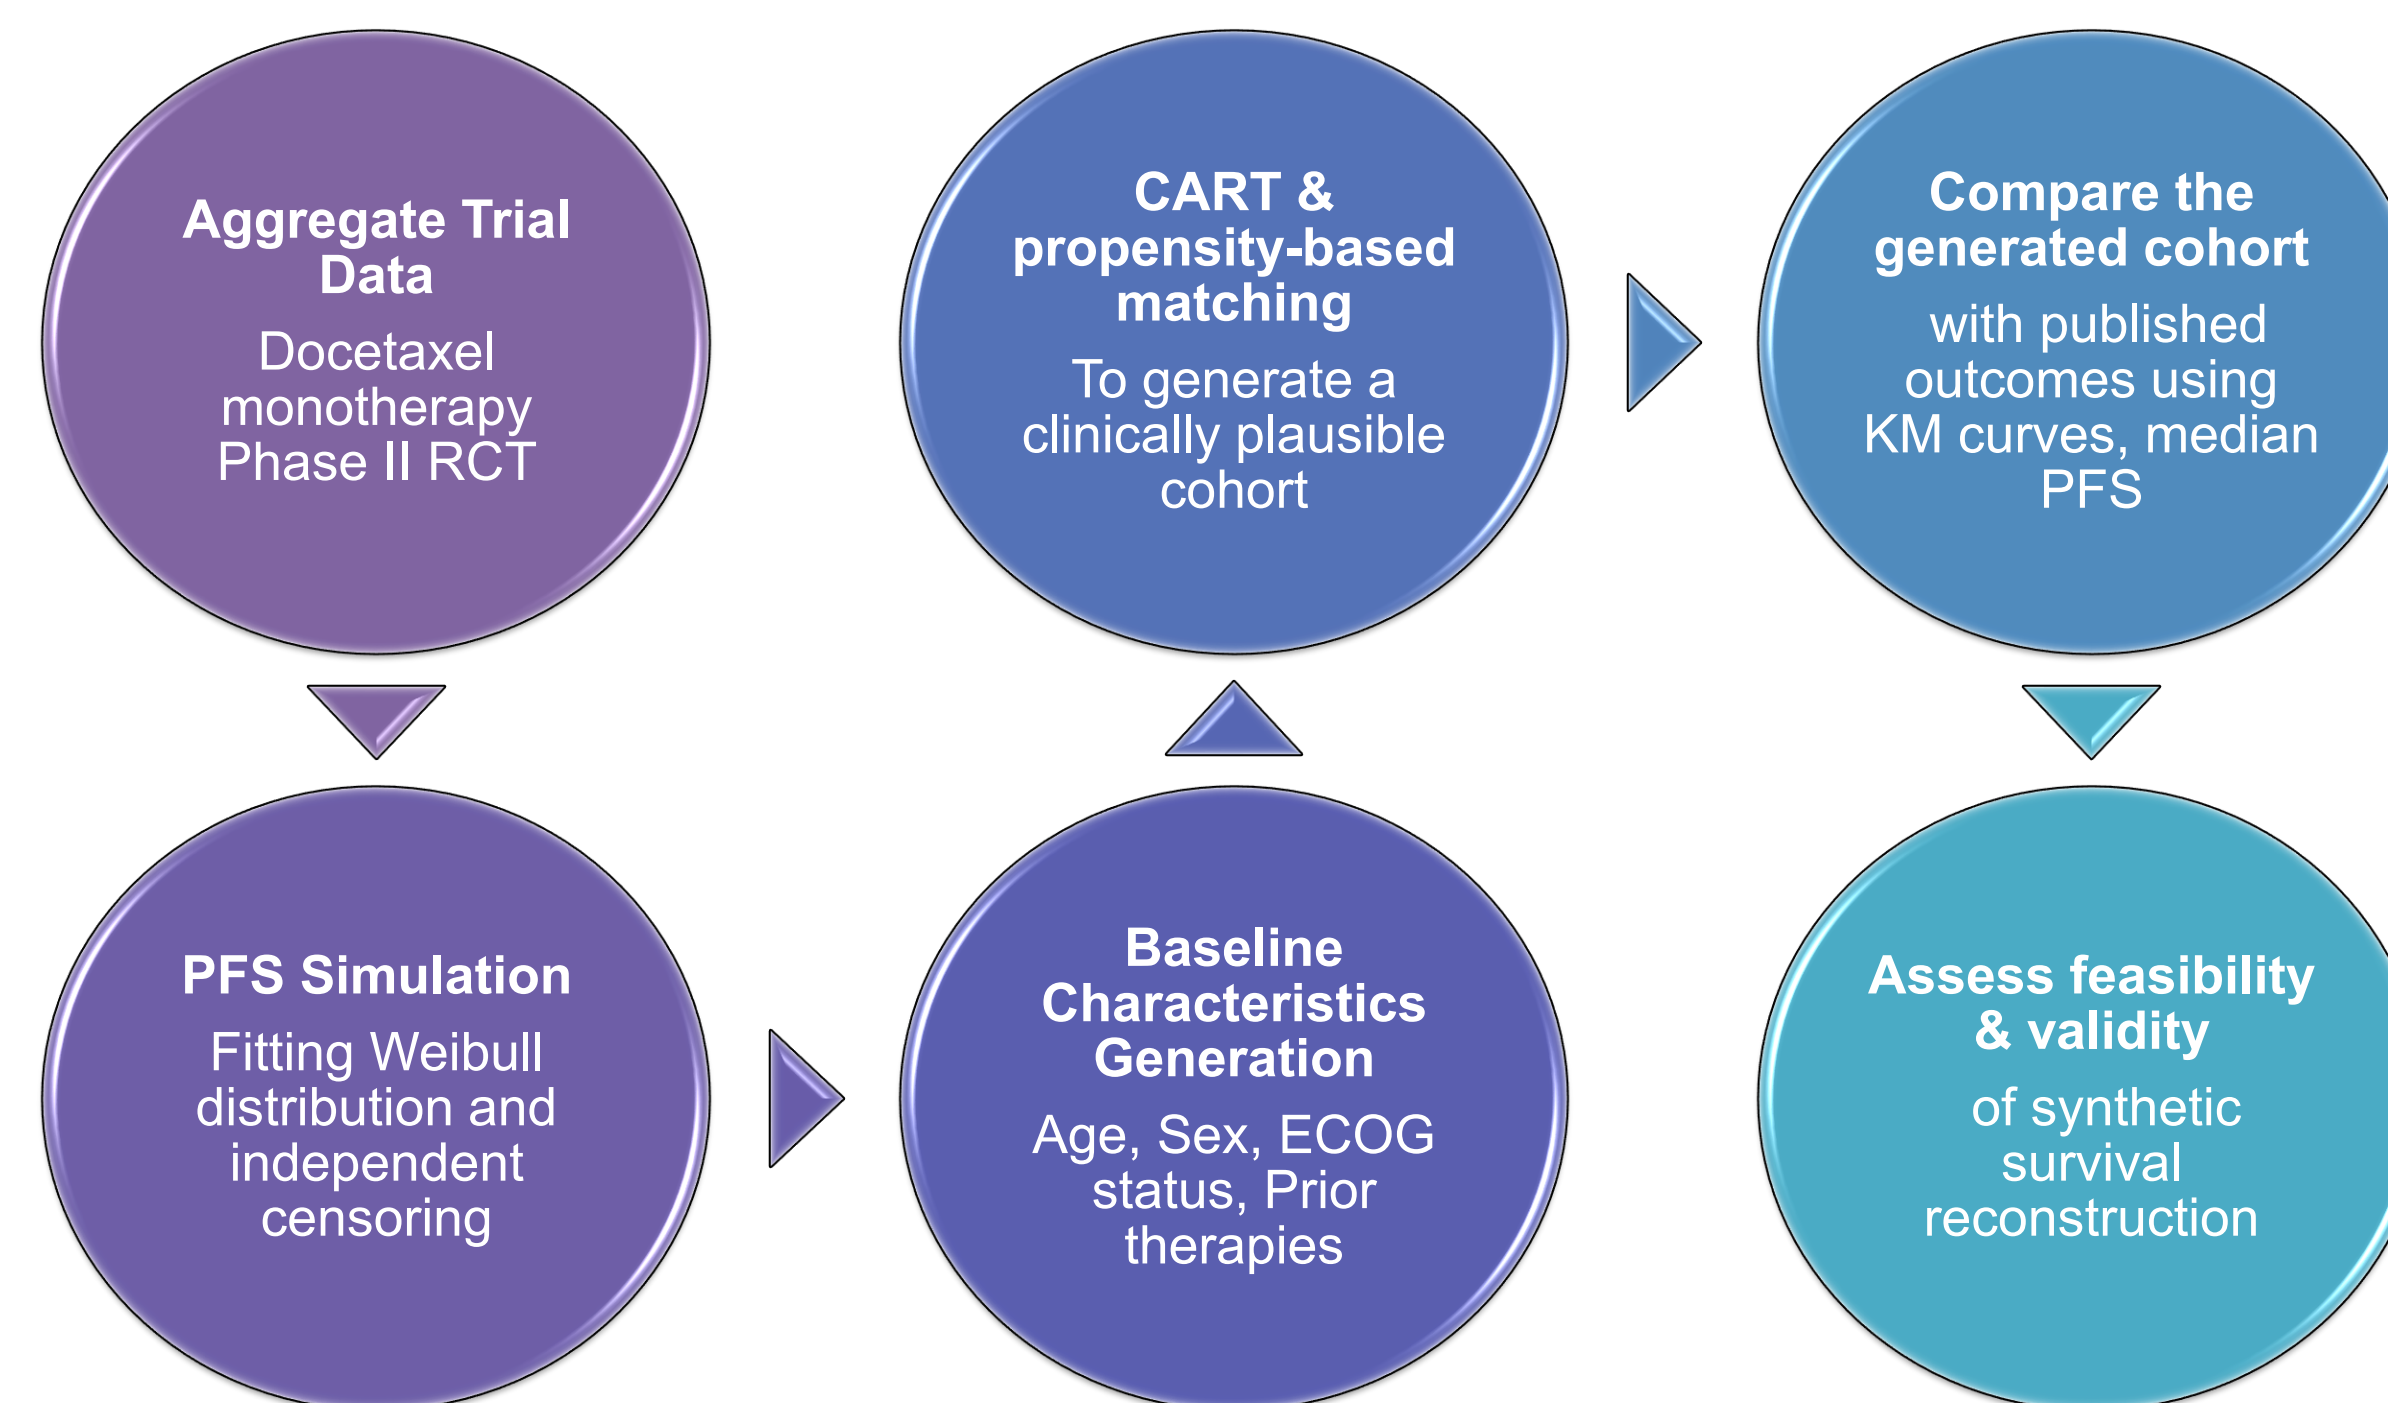 Aggregate Trial
Data
Docetaxel
monotherapy
Phase II RCT
PFS Simulation
Fitting Weibull
distribution and
independent
censoring
Baseline
Characteristics
Generation
Age, Sex, ECOG
status, Prior
therapies
CART &
propensity-based
matching
To generate a
clinically plausible
cohort
Compare the
generated cohort
with published
outcomes using
KM curves, median
PFS
Assess feasibility
& validity
of synthetic
survival
reconstruction